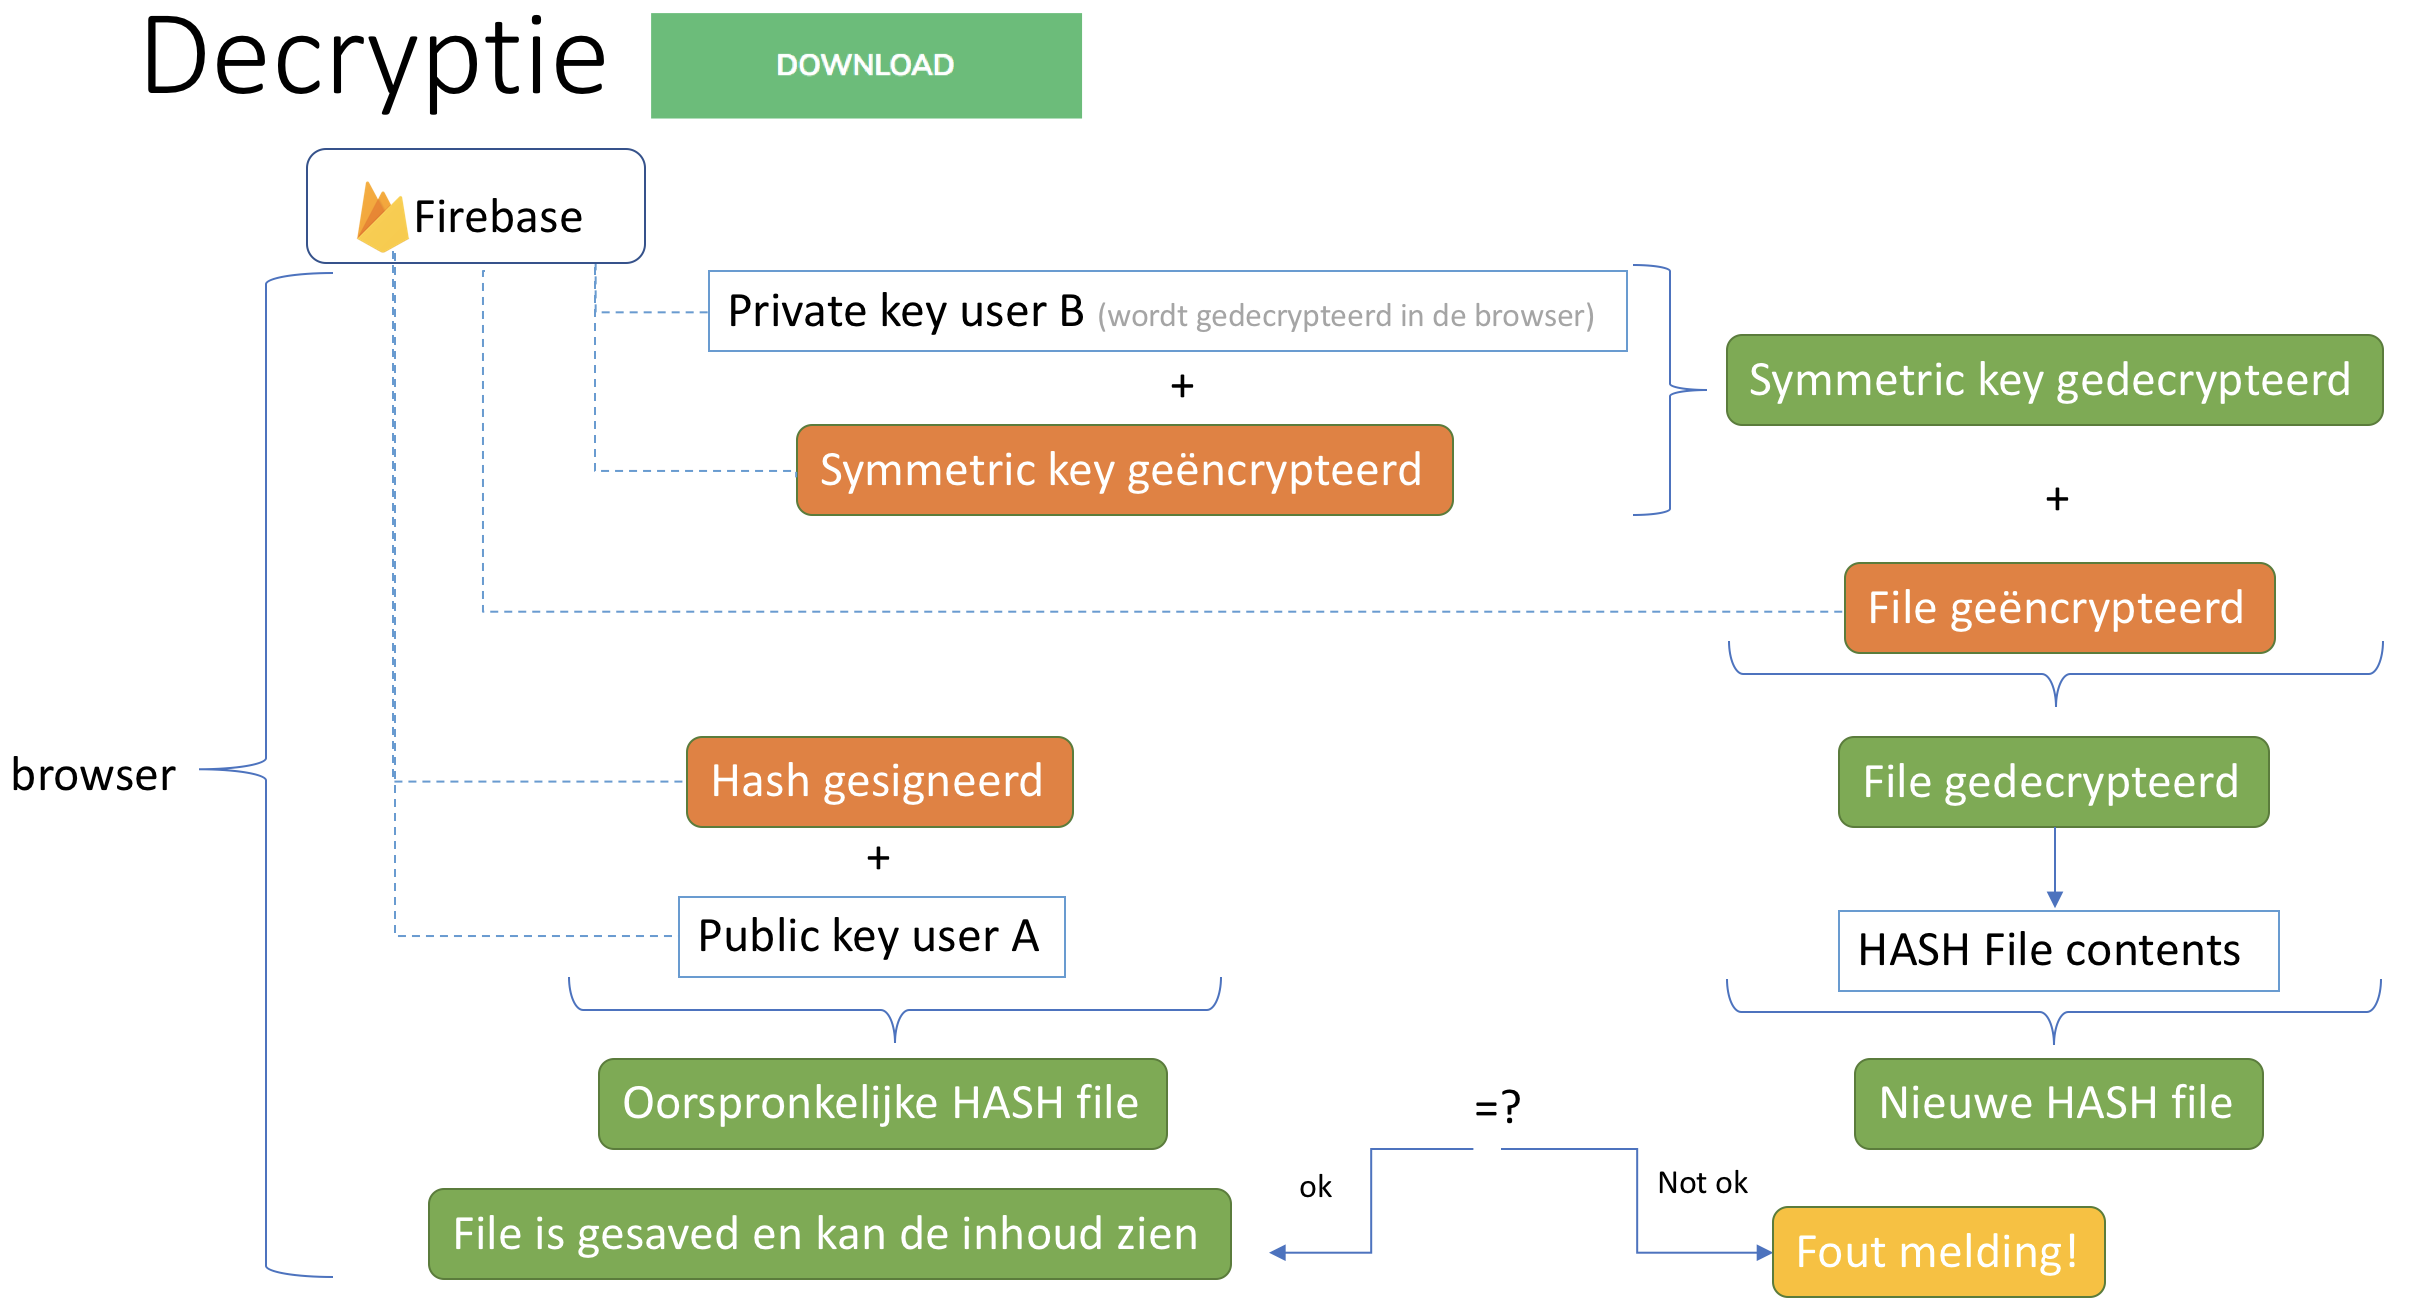 Decryptie
DOWNLOAD
Firebase
Private key user B (wordt gedecrypteerd in de browser)
+
Symmetric key geëncrypteerd
Symmetric key gedecrypteerd
+
File geëncrypteerd
browser
Hash gesigneerd
+
Public key user A
File gedecrypteerd
HASH File contents
Oorspronkelijke HASH file
=?
Nieuwe HASH file
ok
Not ok
File is gesaved en kan de inhoud zien
Fout melding!